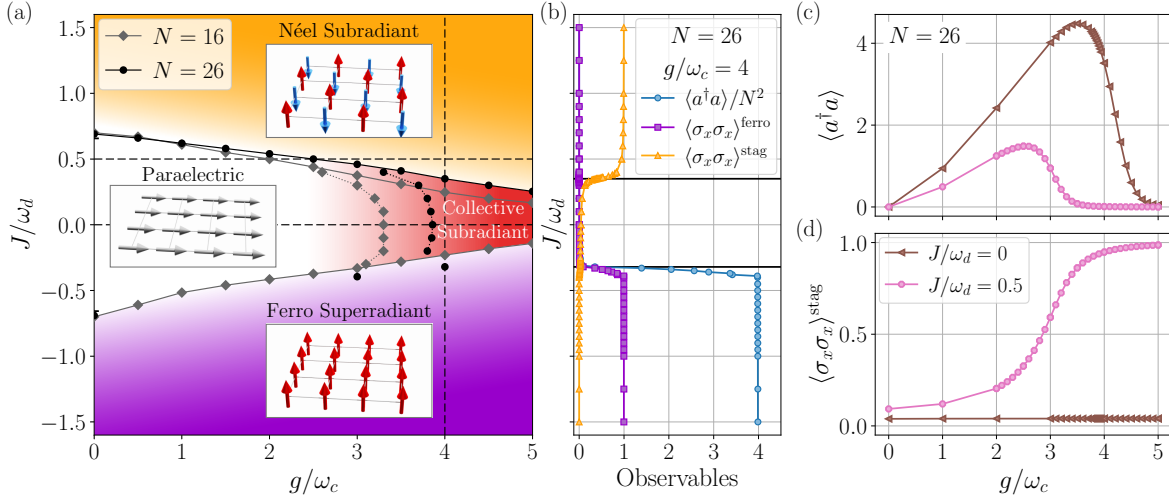 (a)
1.5
1.0
0.5
0.0
−0.5
−1.0
−1.5
J/ω_d
0
1
2
3
4
5
g/ω_c
N = 16
N = 26
Néel Subradiant
Paraelectric
Collective
Subradiant
Ferro Superradiant
(b)
J/ω_d
N = 26
g/ω_c = 4
⟨a†a⟩/N²
⟨σₓσₓ⟩^ferro
⟨σₓσₓ⟩^stag
0
1
2
3
4
Observables
(c)
N = 26
4
2
0
⟨a†a⟩
(d)
1.0
0.5
0.0
⟨σₓσₓ⟩^stag
J/ω_d = 0
J/ω_d = 0.5
0
1
2
3
4
5
g/ω_c